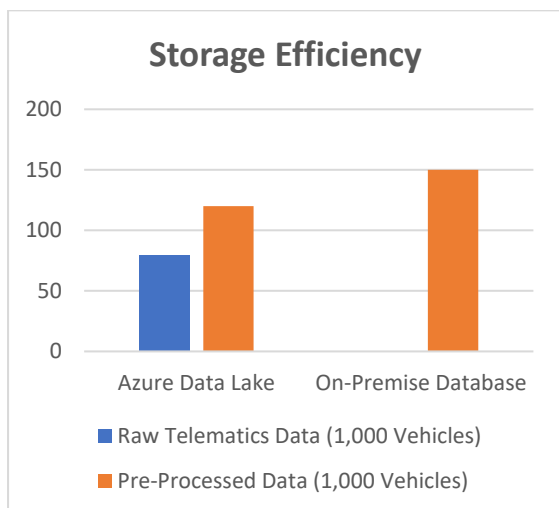 Storage Efficiency
200
150
100
50
0
Azure Data Lake On-Premise Database
Raw Telematics Data (1,000 Vehicles)
Pre-Processed Data (1,000 Vehicles)